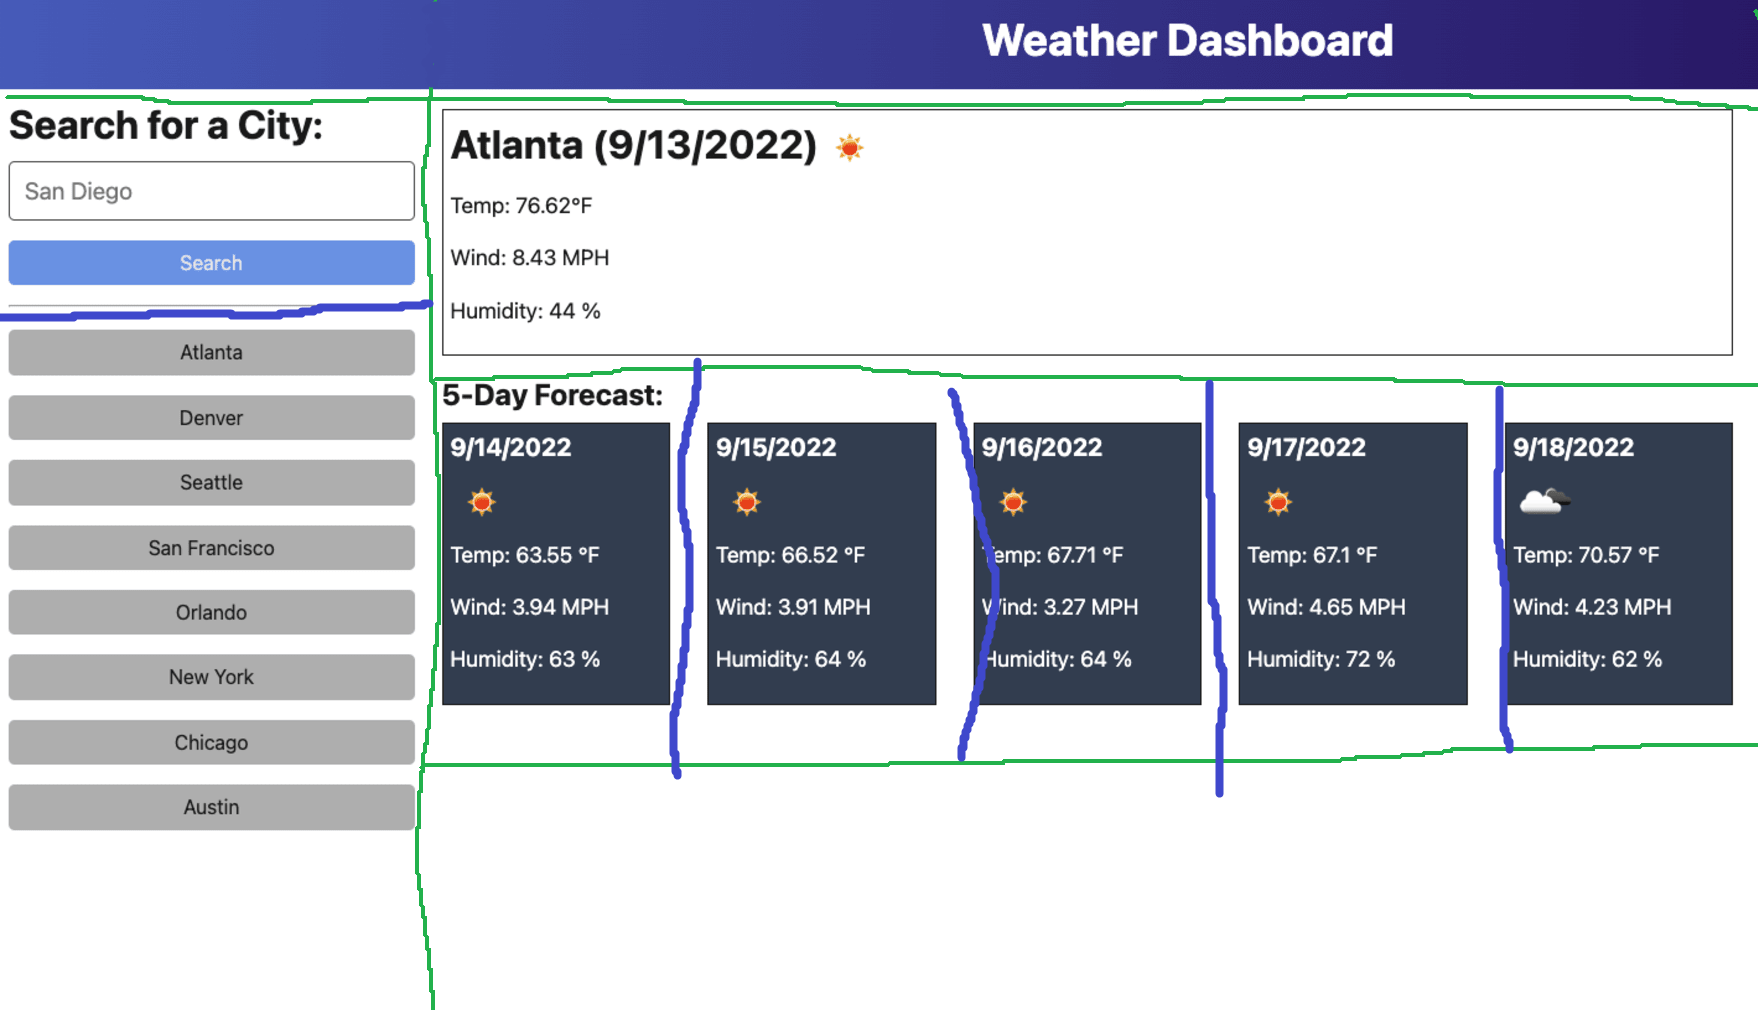 Weather Dashboard
Search for a City:
San Diego
Search
Atlanta
Denver
Seattle
San Francisco
Orlando
New York
Chicago
Austin
Atlanta (9/13/2022)
Temp: 76.62°F
Wind: 8.43 MPH
Humidity: 44 %
5-Day Forecast:
9/14/2022
Temp: 63.55 °F
Wind: 3.94 MPH
Humidity: 63 %
9/15/2022
Temp: 66.52 °F
Wind: 3.91 MPH
Humidity: 64 %
9/16/2022
Temp: 67.71 °F
Wind: 3.27 MPH
Humidity: 64 %
9/17/2022
Temp: 67.1 °F
Wind: 4.65 MPH
Humidity: 72 %
9/18/2022
Temp: 70.57 °F
Wind: 4.23 MPH
Humidity: 62 %